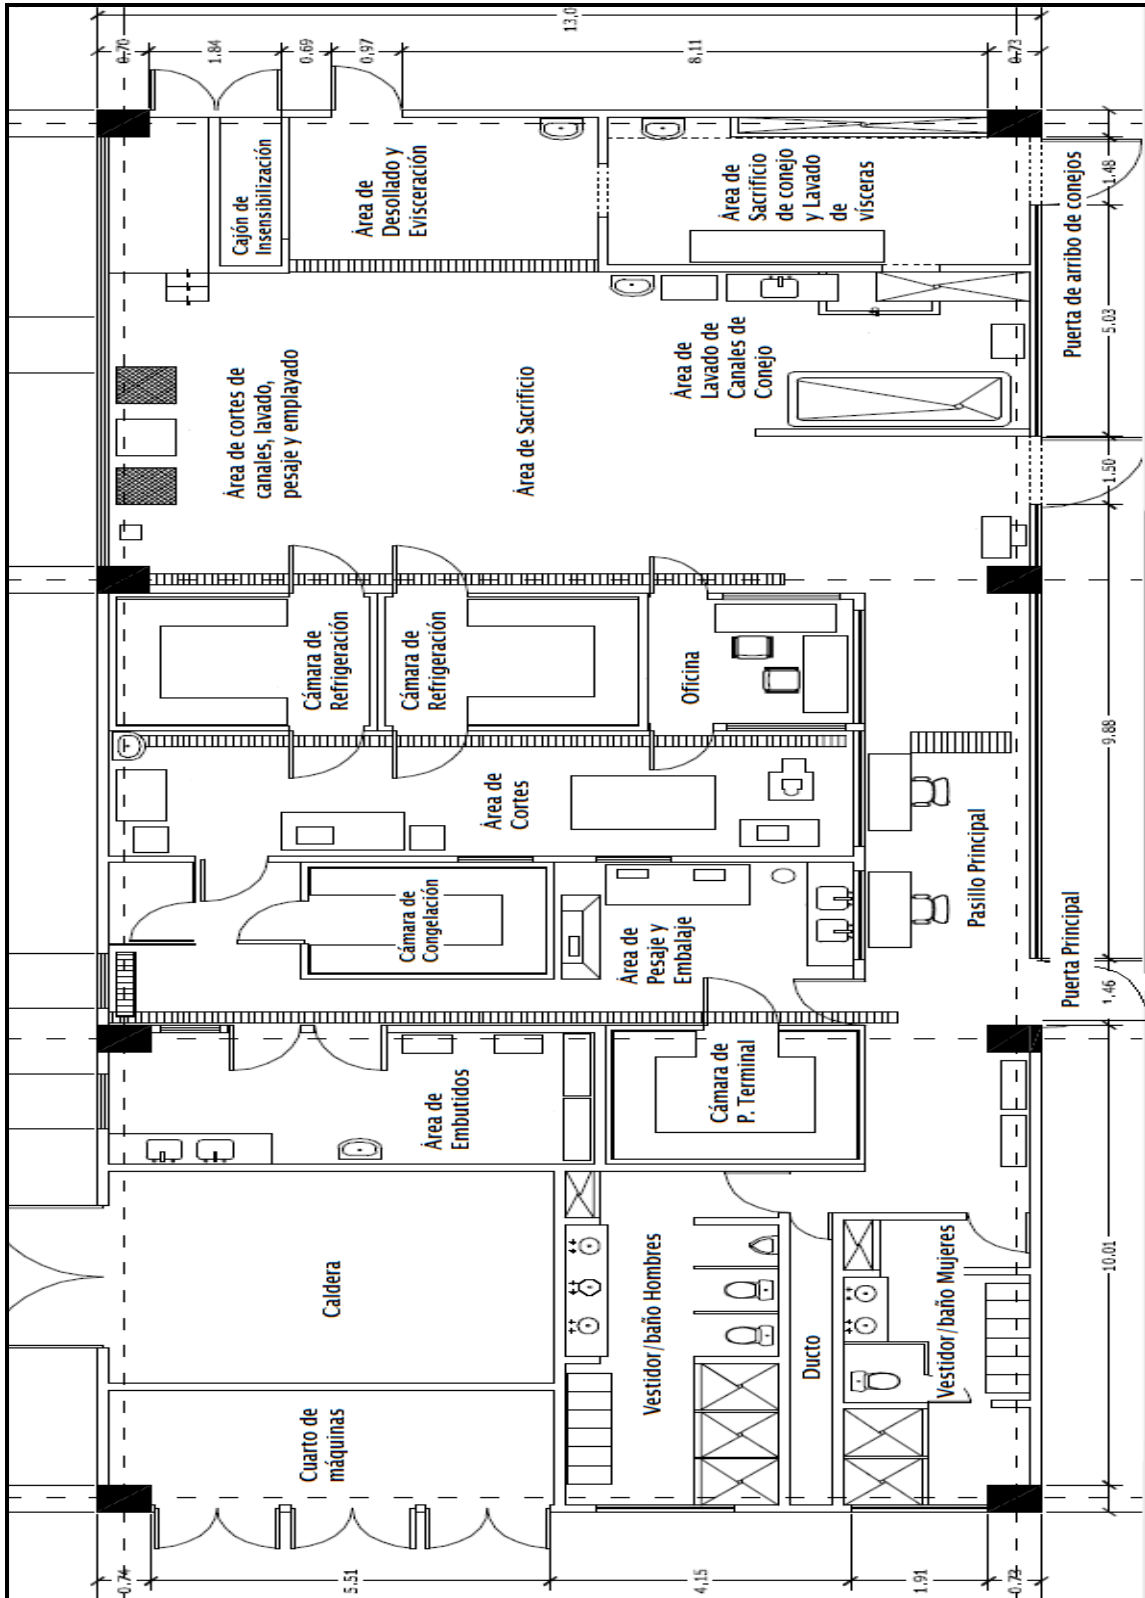 0.74
5.51
4.15
1.91
0.73
Cuarto de
máquinas
Caldera
Vestidor/baño Hombres
Ducto
Vestidor/baño Mujeres
Área de
Embutidos
Cámara de
P. Terminal
Cámara de
Congelación
Área de
Pesaje y
Embalaje
Área de
Cortes
Pasillo Principal
Puerta Principal
Cámara de
Refrigeración
Cámara de
Refrigeración
Oficina
Área de cortes de
canales, lavado,
pesaje y emplayado
Área de Sacrificio
Área de
Lavado de
Canales de
Conejo
Cajón de
Insensibilización
Área de
Desollado y
Evisceración
Área de
Sacrificio
de conejo
y Lavado
de
vísceras
Puerta de arribo de conejos
10.01
1.46
9.88
1.50
5.03
1.48
0.70
1.84
0.69
0.97
8.11
0.73
13.0